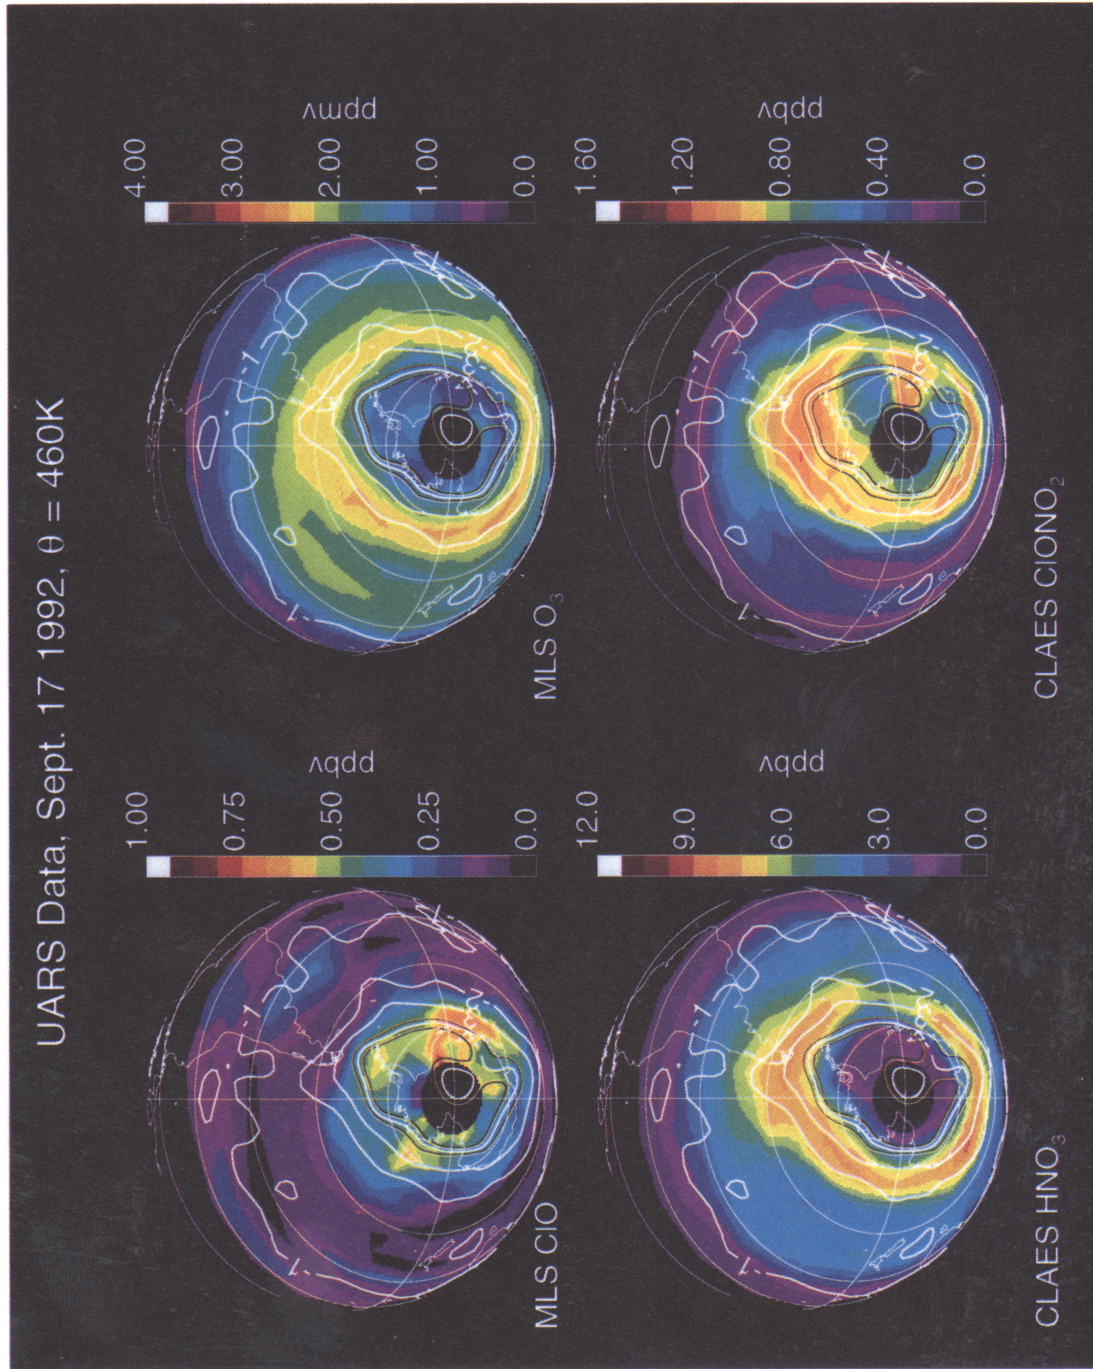 UARS Data, Sept. 17 1992, θ = 460K
1.00
0.75
0.50
0.25
0.0
ppbv
MLS ClO
4.00
3.00
2.00
1.00
0.0
ppmv
MLS O₃
12.0
9.0
6.0
3.0
0.0
ppbv
CLAES HNO₃
1.60
1.20
0.80
0.40
0.0
ppbv
CLAES ClONO₂